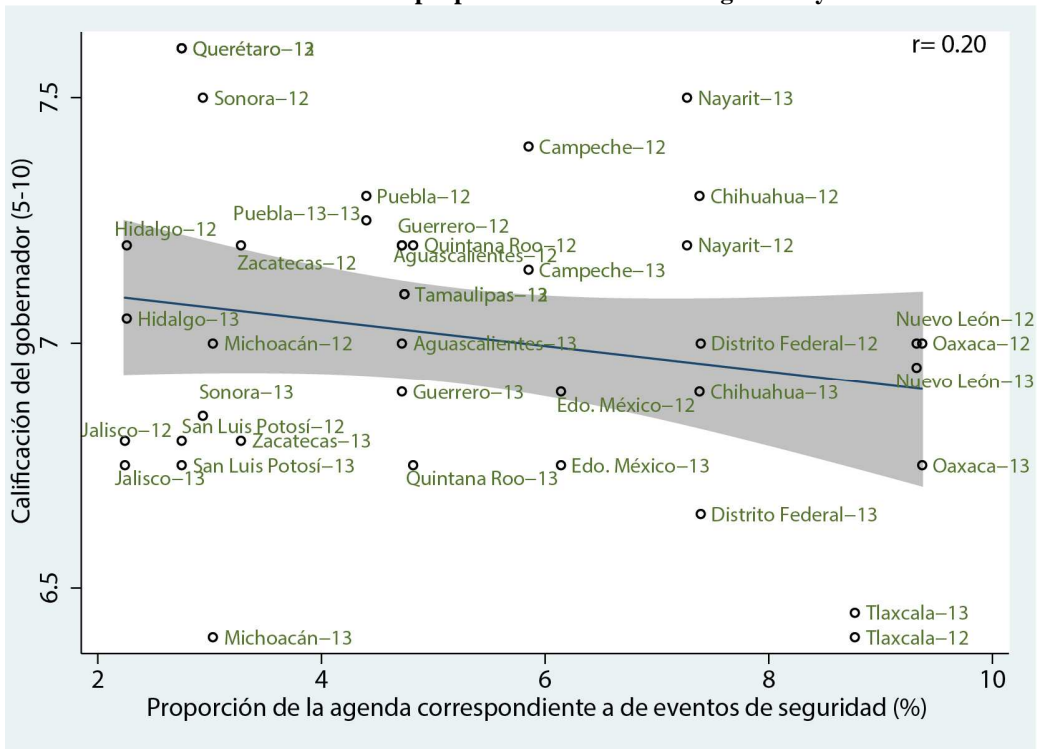 r= 0.20
Querétaro–12
Sonora–12
Nayarit–13
Campeche–12
Puebla–12
Chihuahua–12
Puebla–13–13
Guerrero–12
Hidalgo–12
Quintana Roo–12
Nayarit–12
Aguascalientes–12
Zacatecas–12
Campeche–13
Tamaulipas–12
Hidalgo–13
Nuevo León–12
Michoacán–12
Aguascalientes–13
Distrito Federal–12
Oaxaca–12
Nuevo León–13
Sonora–13
Guerrero–13
Edo. México–12
Chihuahua–13
Jalisco–12
San Luis Potosí–12
Zacatecas–13
Jalisco–13
San Luis Potosí–13
Quintana Roo–13
Edo. México–13
Oaxaca–13
Distrito Federal–13
Tlaxcala–13
Michoacán–13
Tlaxcala–12
7.5
7
6.5
Calificación del gobernador (5-10)
2 4 6 8 10
Proporción de la agenda correspondiente a de eventos de seguridad (%)